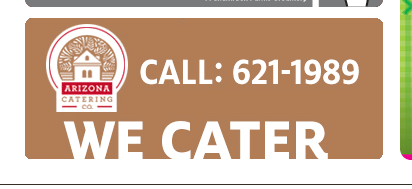 ARIZONA
CATERING
CO.
CALL: 621-1989
WE CATER